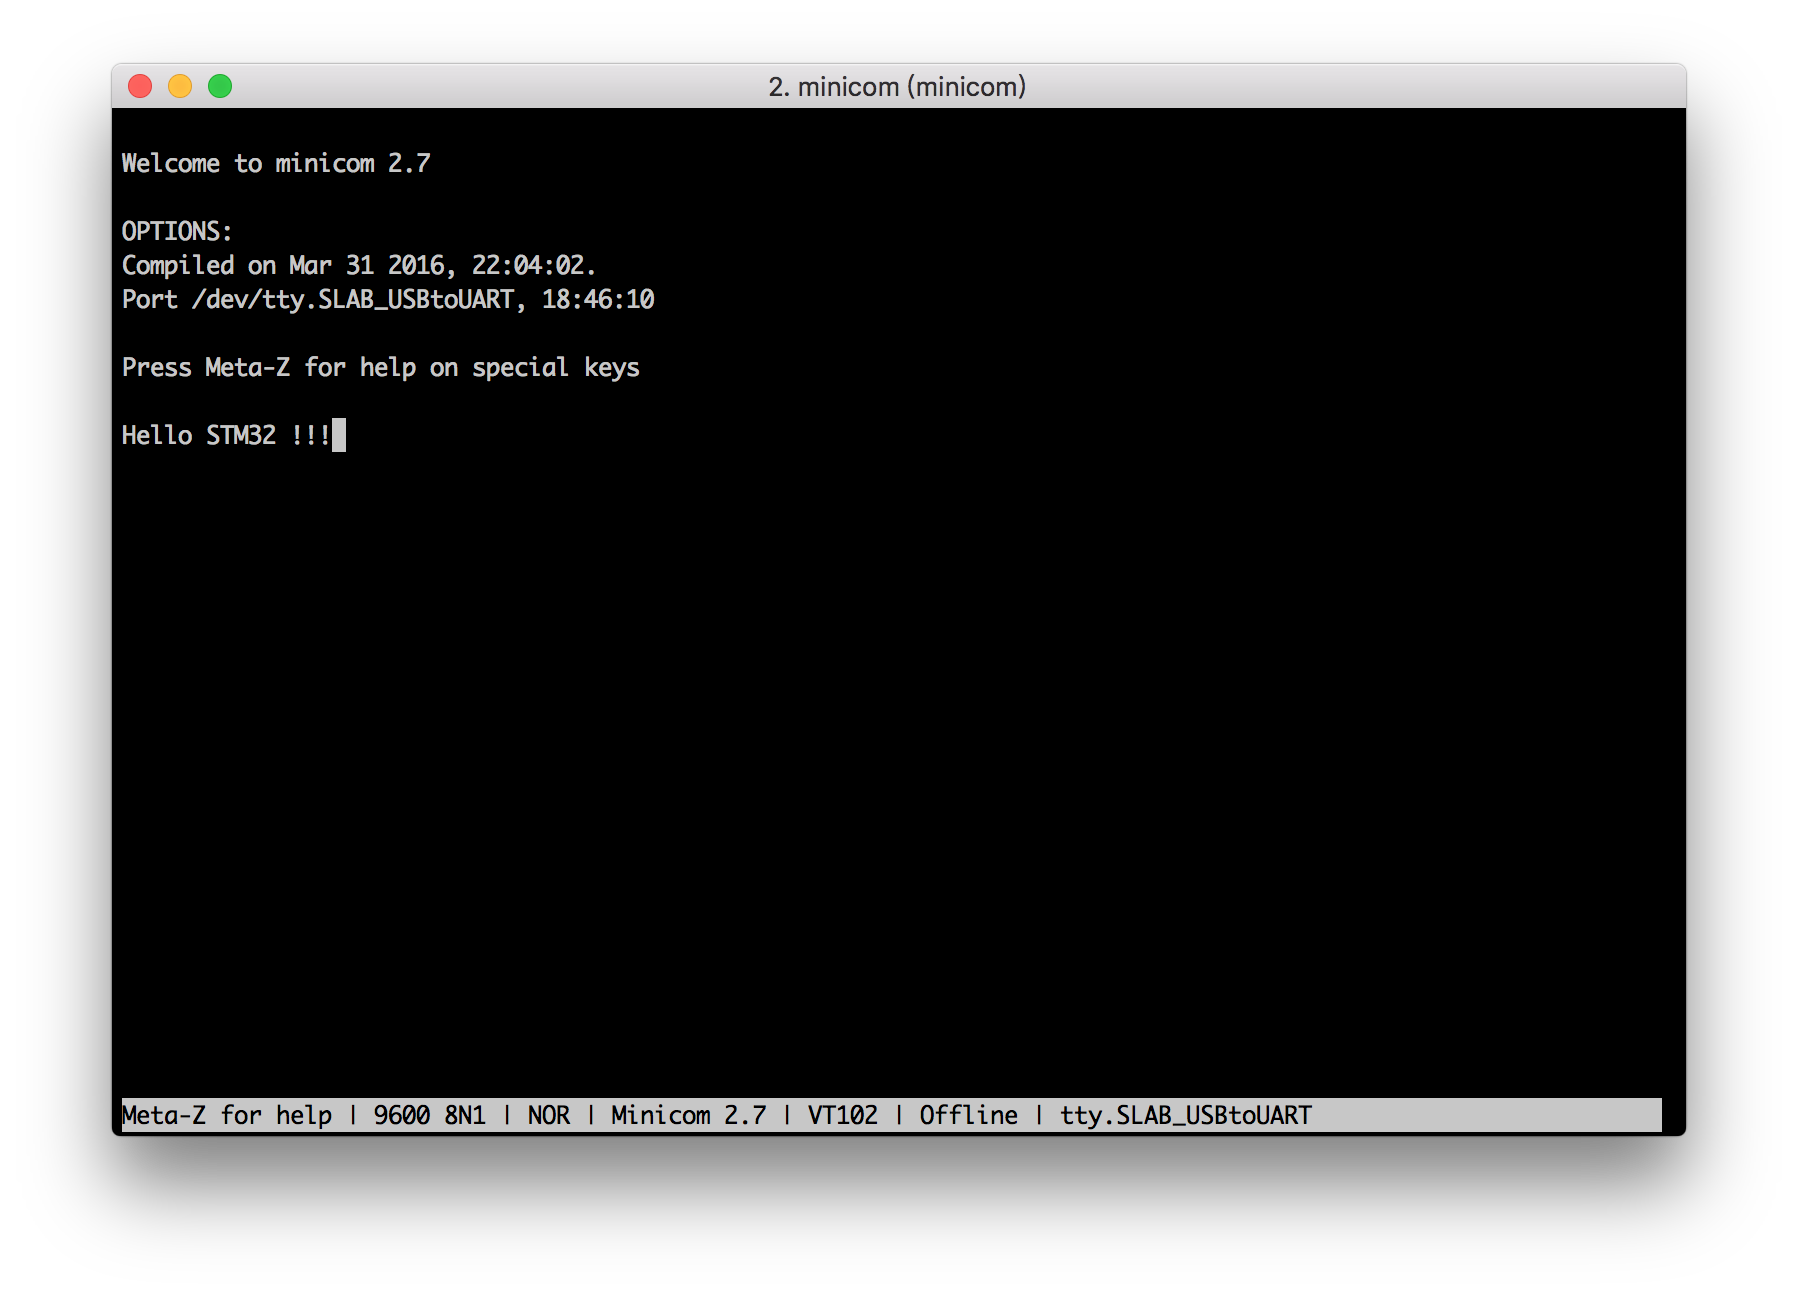 2. minicom (minicom)
Welcome to minicom 2.7
OPTIONS:
Compiled on Mar 31 2016, 22:04:02.
Port /dev/tty.SLAB_USBtoUART, 18:46:10
Press Meta-Z for help on special keys
Hello STM32 !!!
Meta-Z for help | 9600 8N1 | NOR | Minicom 2.7 | VT102 | Offline | tty.SLAB_USBtoUART